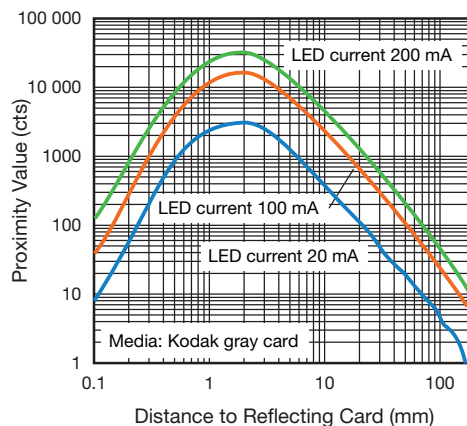 100 000
10 000
1000
100
10
1
Proximity Value (cts)
LED current 200 mA
LED current 100 mA
LED current 20 mA
Media: Kodak gray card
0.1 1 10 100
Distance to Reflecting Card (mm)